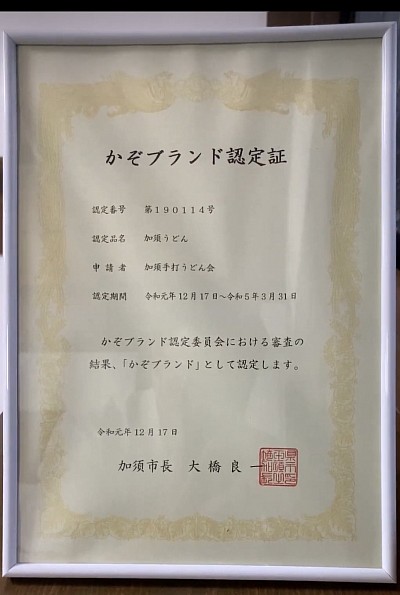 かぞブランド認定証
認定番号 第１９０１１４号
認定品名 加須うどん
申請者 加須手打うどん会
認定期間 令和元年１２月１７日～令和５年３月３１日
かぞブランド認定委員会における審査の
結果、「かぞブランド」として認定します。
令和元年１２月１７日
加須市長 大橋良一